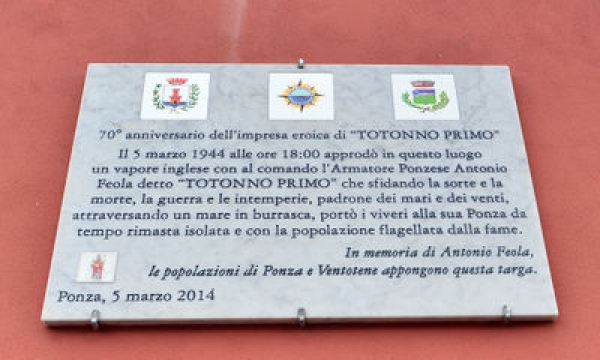 70° anniversario dell'impresa eroica di "TOTONNO PRIMO"
Il 5 marzo 1944 alle ore 18:00 approdò in questo luogo
un vapore inglese con al comando l'Armatore Ponzese Antonio
Feola detto "TOTONNO PRIMO" che sfidando la sorte e la
morte, la guerra e le intemperie, padrone dei mari e dei venti,
attraversando un mare in burrasca, portò i viveri alla sua Ponza da
tempo rimasta isolata e con la popolazione flagellata dalla fame.
In memoria di Antonio Feola,
le popolazioni di Ponza e Ventotene appongono questa targa.
Ponza, 5 marzo 2014